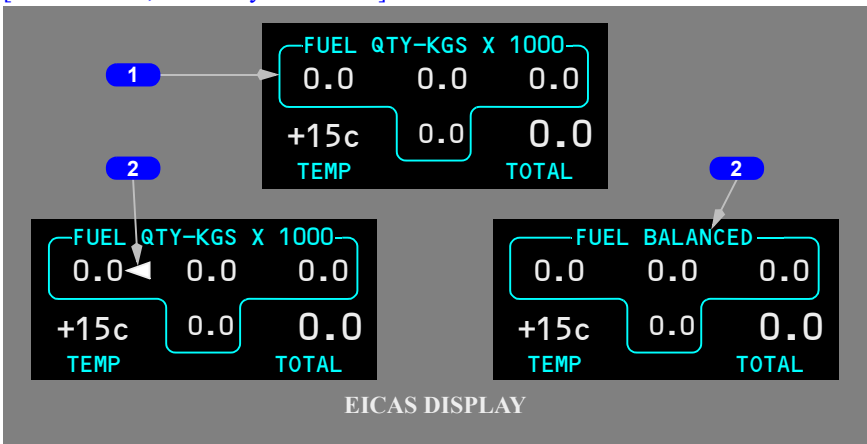 FUEL QTY-KGS X 1000
1
0.0 0.0 0.0
+15c 0.0 0.0
TEMP TOTAL
2
2
FUEL QTY-KGS X 1000
0.0 0.0 0.0
+15c 0.0 0.0
TEMP TOTAL
FUEL BALANCED
0.0 0.0 0.0
+15c 0.0 0.0
TEMP TOTAL
EICAS DISPLAY